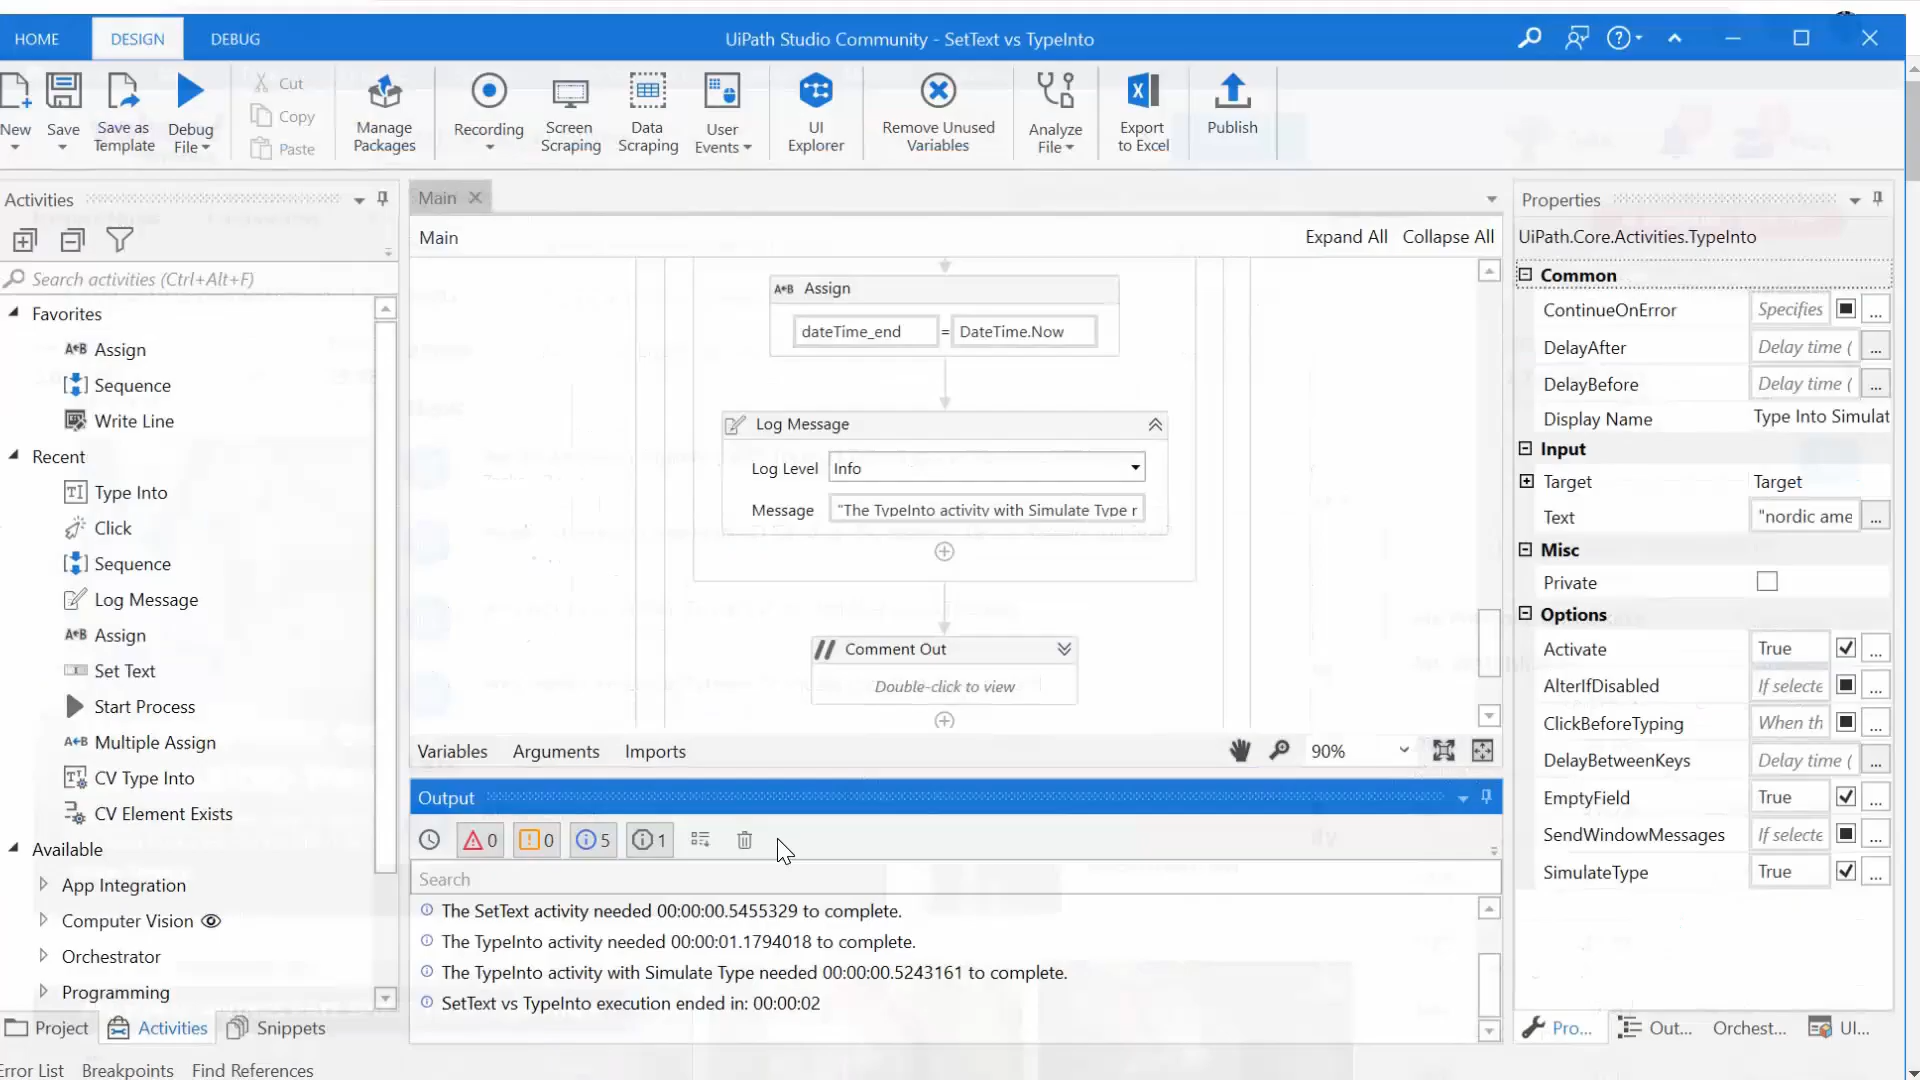 HOME DESIGN DEBUG
UiPath Studio Community - SetText vs TypeInto
New
Save
Save as
Template
Debug
File
Cut
Copy
Paste
Manage
Packages
Recording
Screen
Scraping
Data
Scraping
User
Events
UI
Explorer
Remove Unused
Variables
Analyze
File
Export
to Excel
Publish
Activities
Search activities (Ctrl+Alt+F)
Favorites
Assign
Sequence
Write Line
Recent
Type Into
Click
Sequence
Log Message
Assign
Set Text
Start Process
Multiple Assign
CV Type Into
CV Element Exists
Available
App Integration
Computer Vision
Orchestrator
Programming
Project Activities Snippets
Error List Breakpoints Find References
Main
Main Expand All Collapse All
A+B Assign
dateTime_end = DateTime.Now
Log Message
Log Level Info
Message "The TypeInto activity with Simulate Type r
// Comment Out
Double-click to view
Variables Arguments Imports 90%
Output
0 0 5 1
Search
The SetText activity needed 00:00:00.5455329 to complete.
The TypeInto activity needed 00:00:01.1794018 to complete.
The TypeInto activity with Simulate Type needed 00:00:00.5243161 to complete.
SetText vs TypeInto execution ended in: 00:00:02
Properties
UiPath.Core.Activities.TypeInto
Common
ContinueOnError Specifies ...
DelayAfter Delay time ( ...
DelayBefore Delay time ( ...
Display Name Type Into Simulat
Input
Target Target
Text "nordic ame ...
Misc
Private
Options
Activate True ...
AlterIfDisabled If selecte ...
ClickBeforeTyping When th ...
DelayBetweenKeys Delay time ( ...
EmptyField True ...
SendWindowMessages If selecte ...
SimulateType True ...
Pro... Out... Orchest... UI...